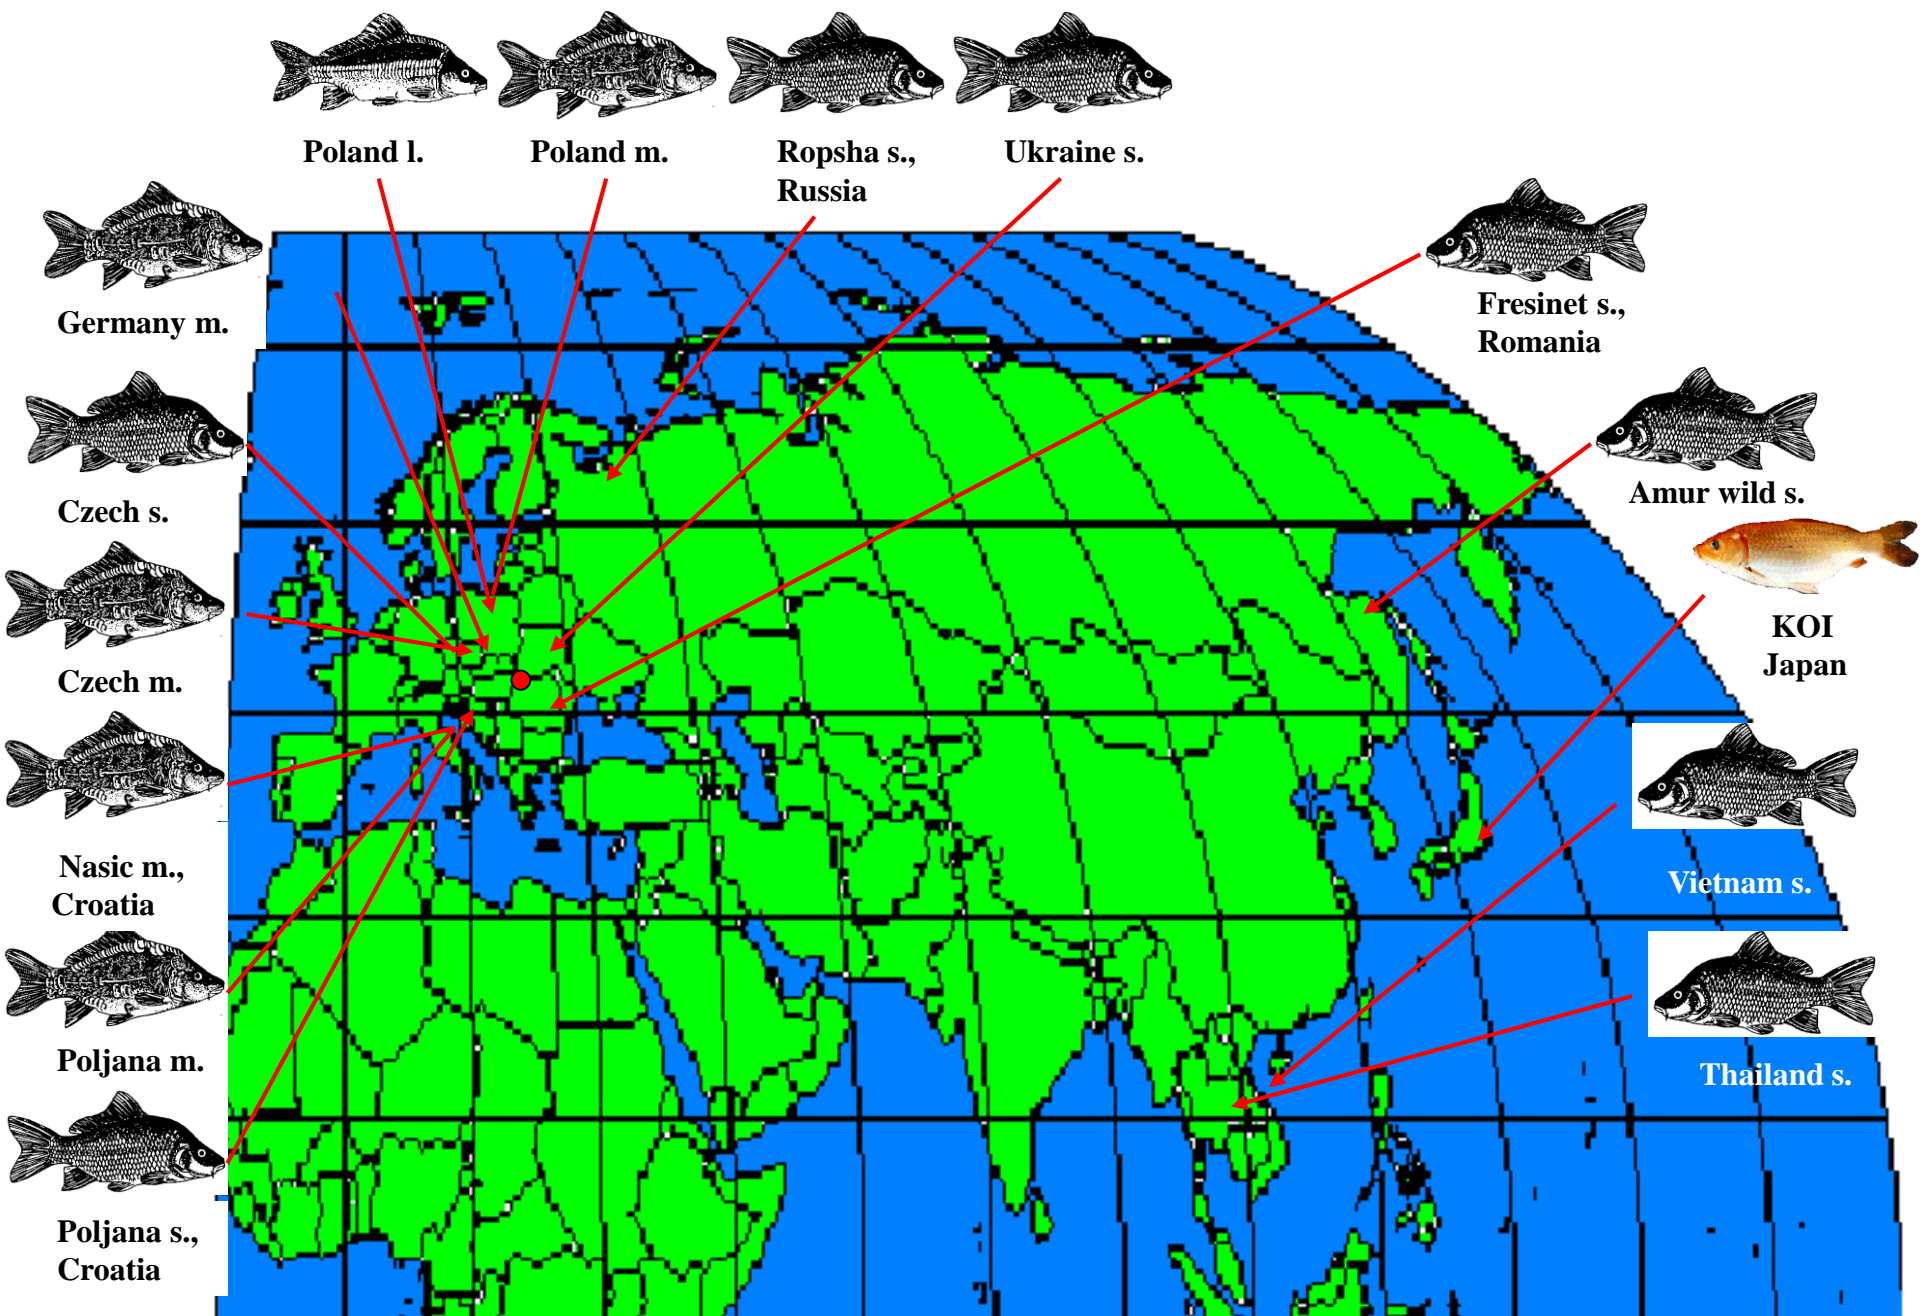 Poland l.
Poland m.
Ropsha s.,
Russia
Ukraine s.
Germany m.
Fresinet s.,
Romania
Czech s.
Amur wild s.
KOI
Japan
Czech m.
Nasic m.,
Croatia
Vietnam s.
Poljana m.
Thailand s.
Poljana s.,
Croatia